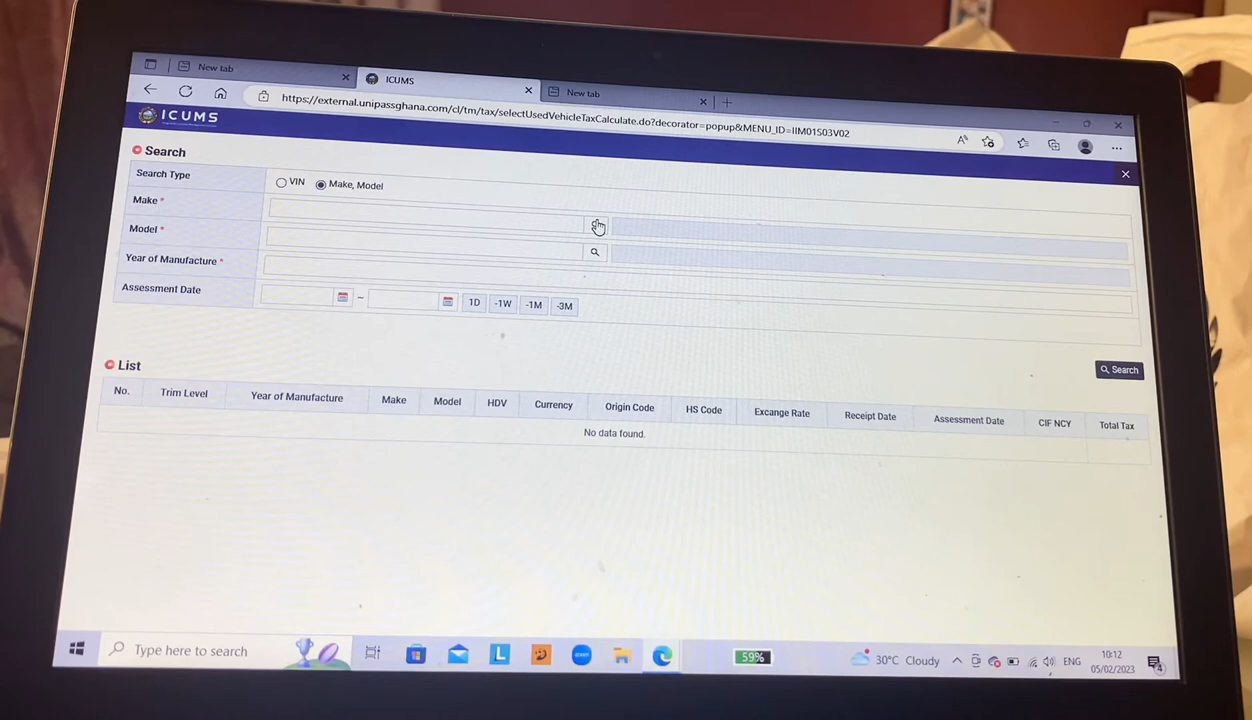 New tab
ICUMS
New tab
https://external.unipassghana.com/cl/tm/tax/selectUsedVehicleTaxCalculate.do?decorator=popup&MENU_ID=IIM01S03V02
ICUMS
Search
Search Type
VIN
Make, Model
Make *
Model *
Year of Manufacture *
Assessment Date
~
1D
-1W
-1M
-3M
Search
List
No.
Trim Level
Year of Manufacture
Make
Model
HDV
Currency
Origin Code
HS Code
Excange Rate
Receipt Date
Assessment Date
CIF NCY
Total Tax
No data found.
Type here to search
L
zoom
59%
30°C Cloudy
ENG
10:12
05/02/2023
4